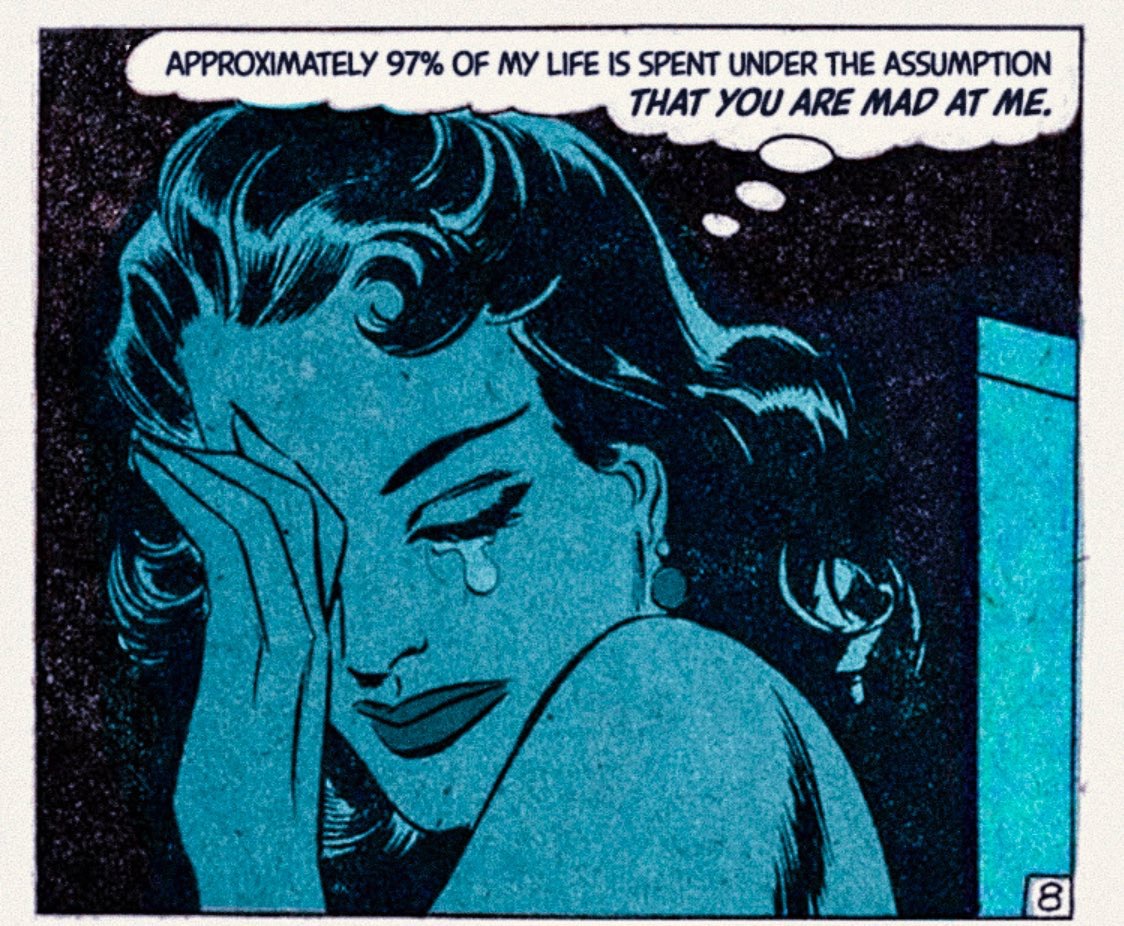 APPROXIMATELY 97% OF MY LIFE IS SPENT UNDER THE ASSUMPTION
THAT YOU ARE MAD AT ME.
8